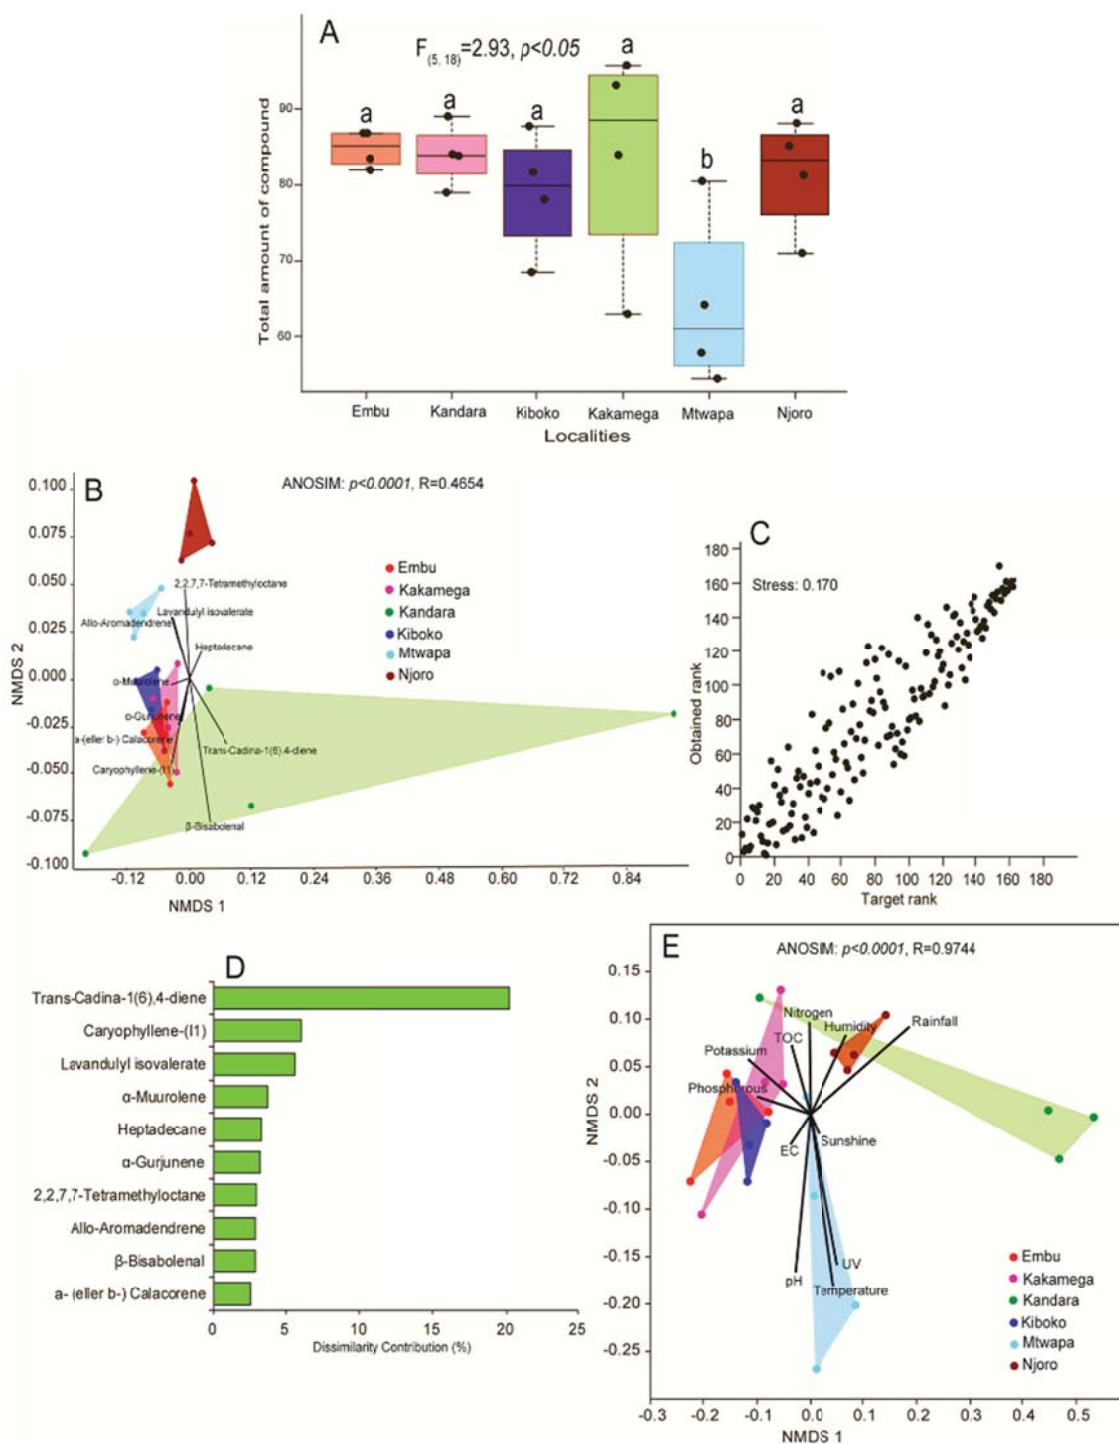 A
F(5, 18)=2.93, p<0.05
a
a
a
a
b
a
Total amount of compound
90
80
70
60
Embu
Kandara
Kiboko
Kakamega
Mtwapa
Njoro
Localities
B
ANOSIM: p<0.0001, R=0.4654
NMDS 2
0.100
0.075
0.050
0.025
0.000
-0.025
-0.050
-0.075
-0.100
2,2,7,7-Tetramethyloctane
Lavandulyl isovalerate
Allo-Aromadendrene
Heptadecane
α-Muurolene
α-Gurjunene
a-(eller b-) Calacorene
Trans-Cadina-1(6),4-diene
Caryophyllene-(I1)
β-Bisabolenal
Embu
Kakamega
Kandara
Kiboko
Mtwapa
Njoro
-0.12 0.00 0.12 0.24 0.36 0.48 0.60 0.72 0.84
NMDS 1
C
Stress: 0.170
Obtained rank
180
160
140
120
100
80
60
40
20
0
0 20 40 60 80 100 120 140 160 180
Target rank
D
Trans-Cadina-1(6),4-diene
Caryophyllene-(I1)
Lavandulyl isovalerate
α-Muurolene
Heptadecane
α-Gurjunene
2,2,7,7-Tetramethyloctane
Allo-Aromadendrene
β-Bisabolenal
a- (eller b-) Calacorene
0 5 10 15 20 25
Dissimilarity Contribution (%)
E
ANOSIM: p<0.0001, R=0.9744
NMDS 2
0.15
0.10
0.05
0.00
-0.05
-0.10
-0.15
-0.20
-0.25
Nitrogen
Humidity
Rainfall
TOC
Potassium
Phosphorous
Sunshine
EC
UV
pH
Temperature
Embu
Kakamega
Kandara
Kiboko
Mtwapa
Njoro
-0.3 -0.2 -0.1 0.0 0.1 0.2 0.3 0.4 0.5
NMDS 1